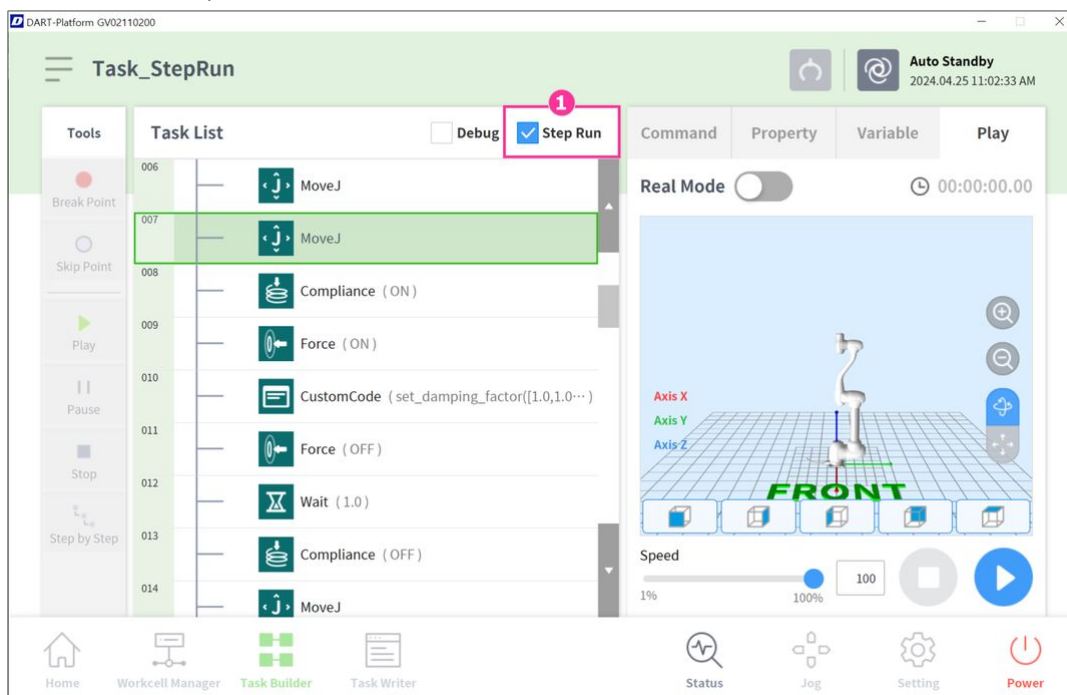 DART-Platform GV02110200
Task_StepRun
Auto Standby
2024.04.25 11:02:33 AM
1
Tools
Task List
Debug
Step Run
Command
Property
Variable
Play
Break Point
Skip Point
Play
Pause
Stop
Step by Step
006
MoveJ
007
MoveJ
008
Compliance (ON)
009
Force (ON)
010
CustomCode (set_damping_factor([1.0,1.0…)
011
Force (OFF)
012
Wait (1.0)
013
Compliance (OFF)
014
MoveJ
Real Mode
00:00:00.00
Axis X
Axis Y
Axis Z
FRONT
Speed
1%
100%
100
Home
Workcell Manager
Task Builder
Task Writer
Status
Jog
Setting
Power